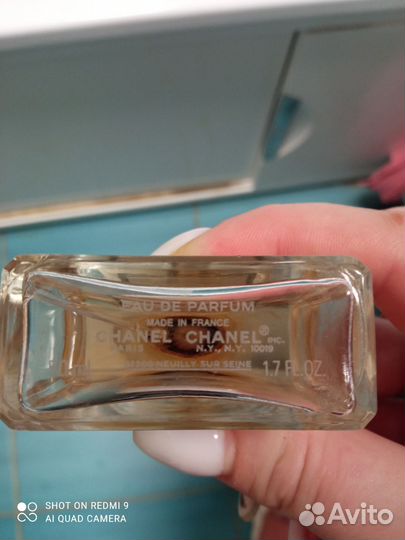 EAU DE PARFUM
MADE IN FRANCE
CHANEL CHANEL® INC.
PARIS N.Y., N.Y. 10019
NEUILLY SUR SEINE 1.7 FL.OZ.
SHOT ON REDMI 9
AI QUAD CAMERA
Avito